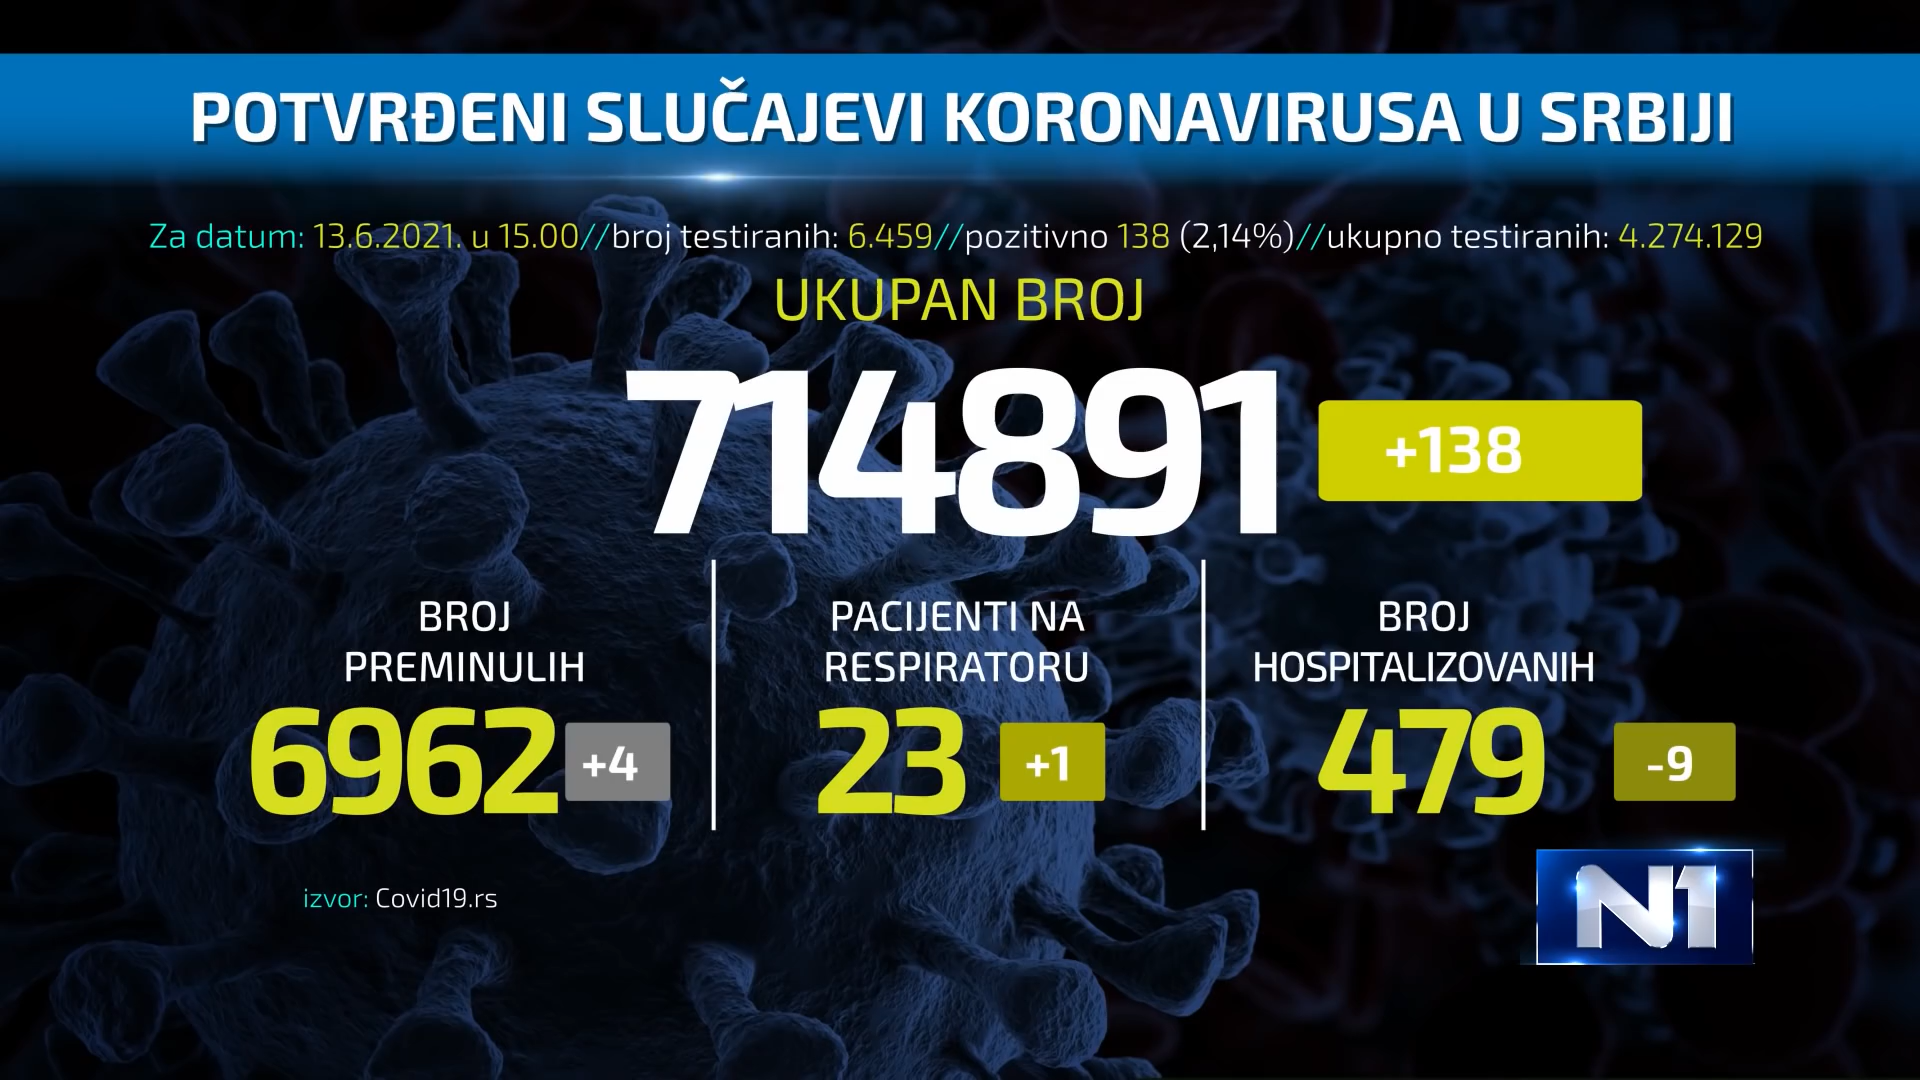 POTVRĐENI SLUČAJEVI KORONAVIRUSA U SRBIJI
Za datum: 13.6.2021. u 15.00//broj testiranih: 6.459//pozitivno 138 (2,14%)//ukupno testiranih: 4.274.129
UKUPAN BROJ
714891
+138
BROJ
PREMINULIH
6962
+4
PACIJENTI NA
RESPIRATORU
23
+1
BROJ
HOSPITALIZOVANIH
479
-9
izvor: Covid19.rs
N1